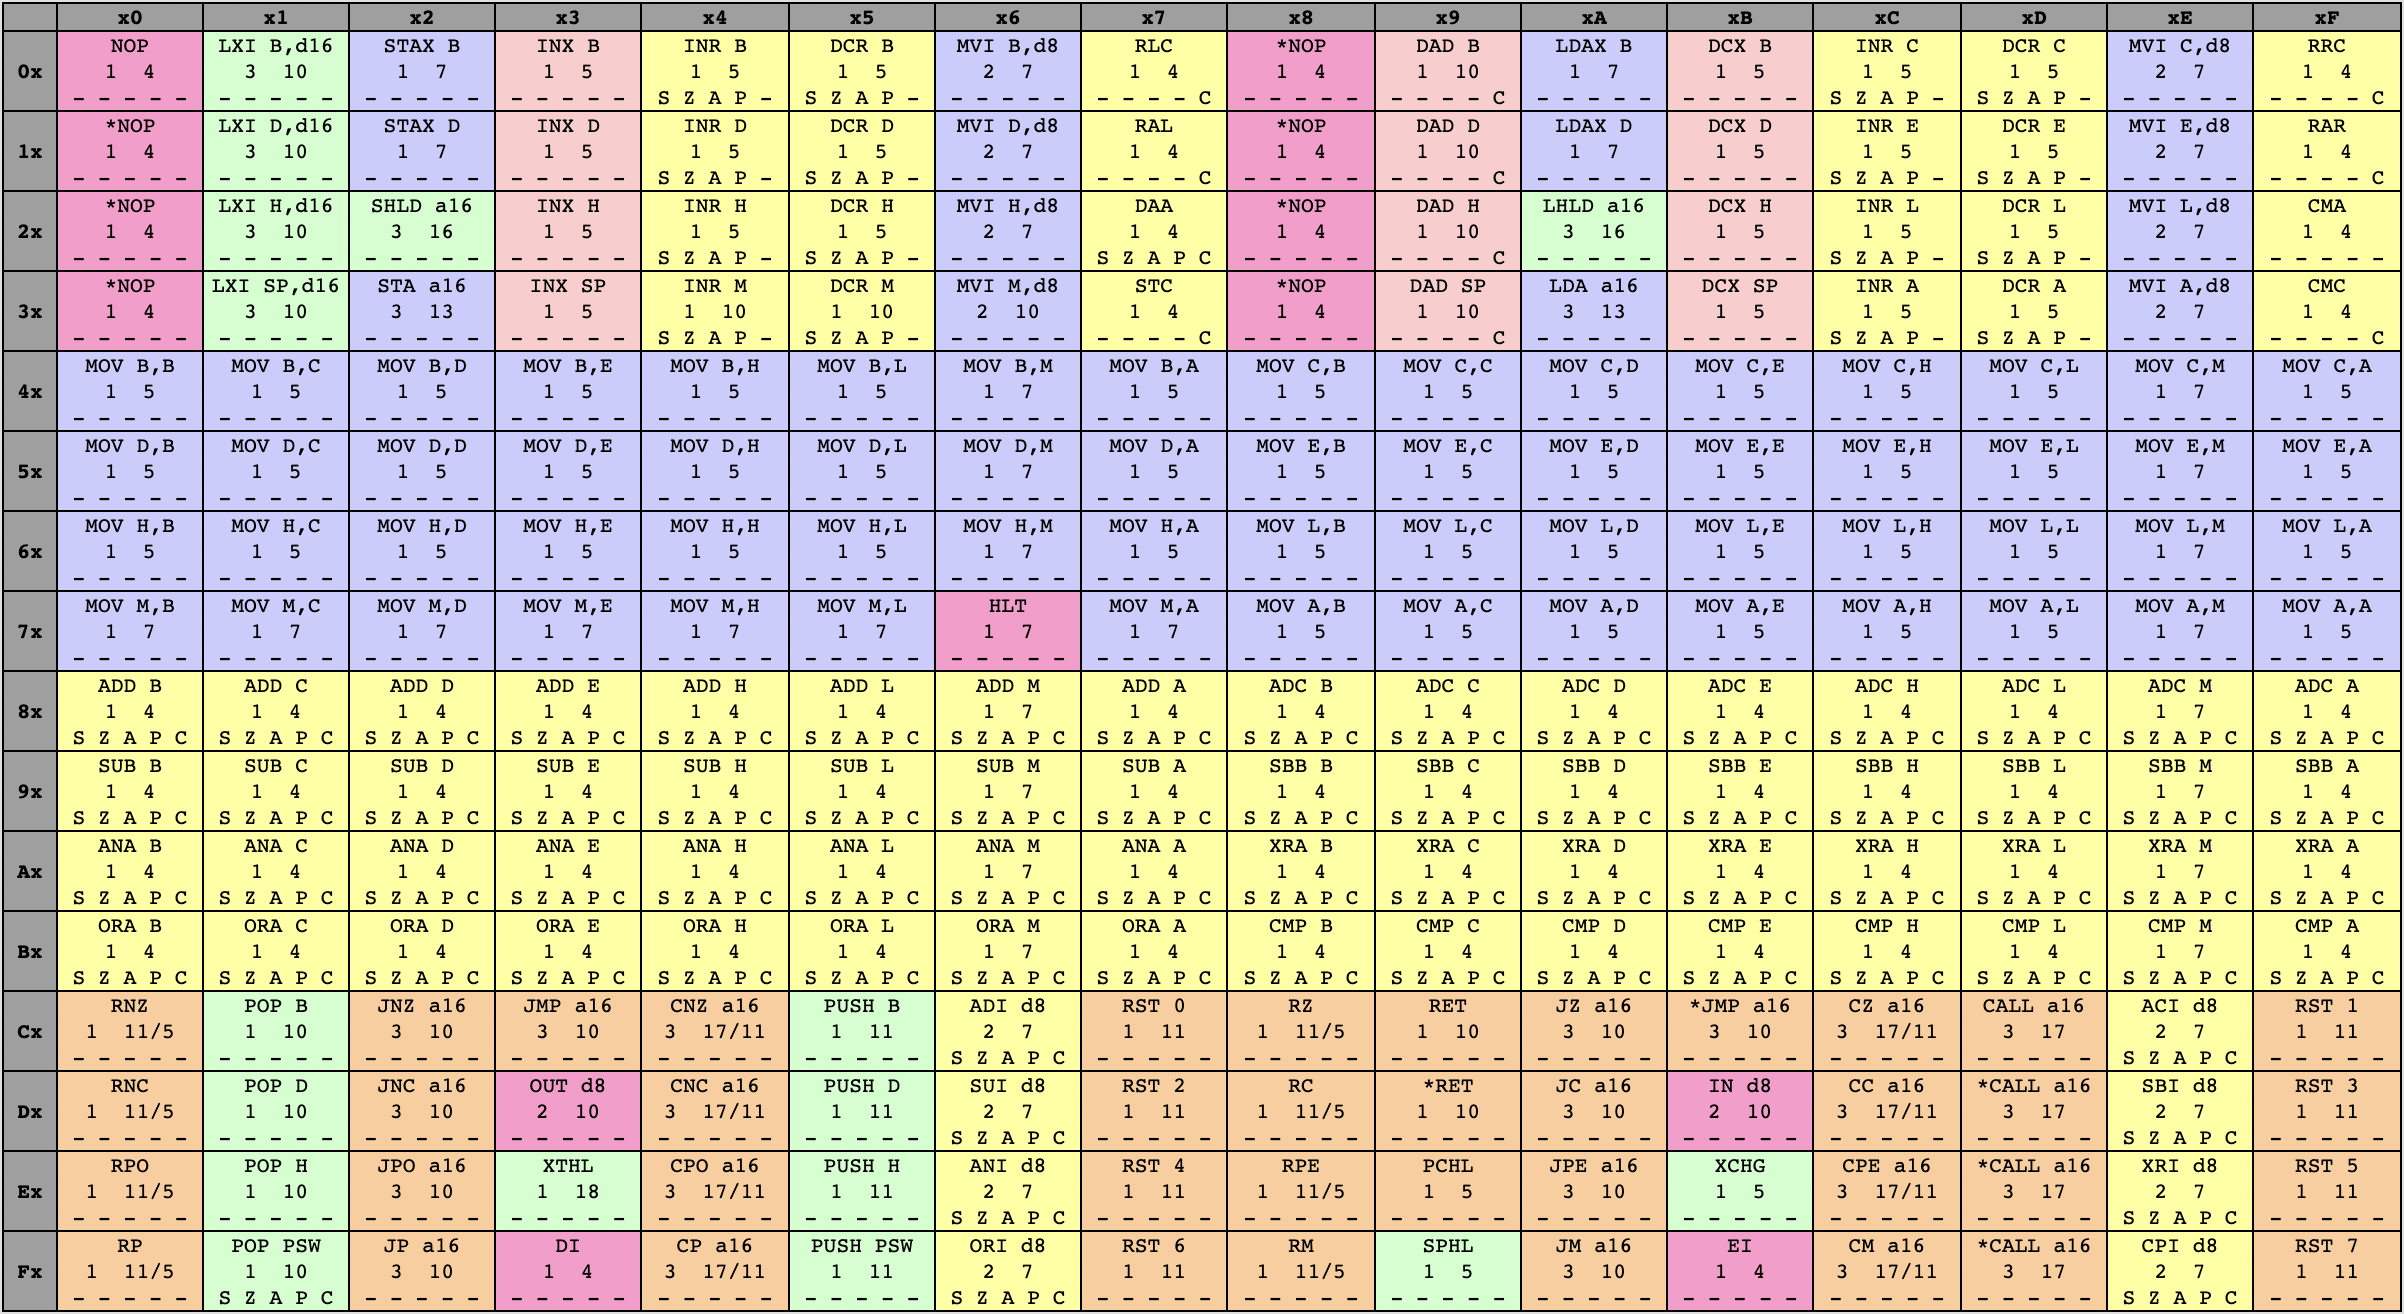 x0 x1 x2 x3 x4 x5 x6 x7 x8 x9 xA xB xC xD xE xF
NOP LXI B,d16 STAX B INX B INR B DCR B MVI B,d8 RLC *NOP DAD B LDAX B DCX B INR C DCR C MVI C,d8 RRC
0x 1 4 3 10 1 7 1 5 1 5 1 5 2 7 1 4 1 4 1 10 1 7 1 5 1 5 1 5 2 7 1 4
- - - - - - - - - - - - - - - - - - - - S Z A P - S Z A P - - - - - - - - - - C - - - - - - - - - C - - - - - - - - - - S Z A P - S Z A P - - - - - - - - - - C
*NOP LXI D,d16 STAX D INX D INR D DCR D MVI D,d8 RAL *NOP DAD D LDAX D DCX D INR E DCR E MVI E,d8 RAR
1x 1 4 3 10 1 7 1 5 1 5 1 5 2 7 1 4 1 4 1 10 1 7 1 5 1 5 1 5 2 7 1 4
- - - - - - - - - - - - - - - - - - - - S Z A P - S Z A P - - - - - - - - - - C - - - - - - - - - C - - - - - - - - - - S Z A P - S Z A P - - - - - - - - - - C
*NOP LXI H,d16 SHLD a16 INX H INR H DCR H MVI H,d8 DAA *NOP DAD H LHLD a16 DCX H INR L DCR L MVI L,d8 CMA
2x 1 4 3 10 3 16 1 5 1 5 1 5 2 7 1 4 1 4 1 10 3 16 1 5 1 5 1 5 2 7 1 4
- - - - - - - - - - - - - - - - - - - - S Z A P - S Z A P - - - - - - S Z A P C - - - - - - - - - C - - - - - - - - - - S Z A P - S Z A P - - - - - - - - - - -
*NOP LXI SP,d16 STA a16 INX SP INR M DCR M MVI M,d8 STC *NOP DAD SP LDA a16 DCX SP INR A DCR A MVI A,d8 CMC
3x 1 4 3 10 3 13 1 5 1 10 1 10 2 10 1 4 1 4 1 10 3 13 1 5 1 5 1 5 2 7 1 4
- - - - - - - - - - - - - - - - - - - - S Z A P - S Z A P - - - - - - - - - - C - - - - - - - - - C - - - - - - - - - - S Z A P - S Z A P - - - - - - - - - - C
MOV B,B MOV B,C MOV B,D MOV B,E MOV B,H MOV B,L MOV B,M MOV B,A MOV C,B MOV C,C MOV C,D MOV C,E MOV C,H MOV C,L MOV C,M MOV C,A
4x 1 5 1 5 1 5 1 5 1 5 1 5 1 7 1 5 1 5 1 5 1 5 1 5 1 5 1 5 1 7 1 5
- - - - - - - - - - - - - - - - - - - - - - - - - - - - - - - - - - - - - - - - - - - - - - - - - - - - - - - - - - - - - - - - - - - - - - - - - - - - - - - -
MOV D,B MOV D,C MOV D,D MOV D,E MOV D,H MOV D,L MOV D,M MOV D,A MOV E,B MOV E,C MOV E,D MOV E,E MOV E,H MOV E,L MOV E,M MOV E,A
5x 1 5 1 5 1 5 1 5 1 5 1 5 1 7 1 5 1 5 1 5 1 5 1 5 1 5 1 5 1 7 1 5
- - - - - - - - - - - - - - - - - - - - - - - - - - - - - - - - - - - - - - - - - - - - - - - - - - - - - - - - - - - - - - - - - - - - - - - - - - - - - - - -
MOV H,B MOV H,C MOV H,D MOV H,E MOV H,H MOV H,L MOV H,M MOV H,A MOV L,B MOV L,C MOV L,D MOV L,E MOV L,H MOV L,L MOV L,M MOV L,A
6x 1 5 1 5 1 5 1 5 1 5 1 5 1 7 1 5 1 5 1 5 1 5 1 5 1 5 1 5 1 7 1 5
- - - - - - - - - - - - - - - - - - - - - - - - - - - - - - - - - - - - - - - - - - - - - - - - - - - - - - - - - - - - - - - - - - - - - - - - - - - - - - - -
MOV M,B MOV M,C MOV M,D MOV M,E MOV M,H MOV M,L HLT MOV M,A MOV A,B MOV A,C MOV A,D MOV A,E MOV A,H MOV A,L MOV A,M MOV A,A
7x 1 7 1 7 1 7 1 7 1 7 1 7 1 7 1 7 1 5 1 5 1 5 1 5 1 5 1 5 1 7 1 5
- - - - - - - - - - - - - - - - - - - - - - - - - - - - - - - - - - - - - - - - - - - - - - - - - - - - - - - - - - - - - - - - - - - - - - - - - - - - - - - -
ADD B ADD C ADD D ADD E ADD H ADD L ADD M ADD A ADC B ADC C ADC D ADC E ADC H ADC L ADC M ADC A
8x 1 4 1 4 1 4 1 4 1 4 1 4 1 7 1 4 1 4 1 4 1 4 1 4 1 4 1 4 1 7 1 4
S Z A P C S Z A P C S Z A P C S Z A P C S Z A P C S Z A P C S Z A P C S Z A P C S Z A P C S Z A P C S Z A P C S Z A P C S Z A P C S Z A P C S Z A P C S Z A P C
SUB B SUB C SUB D SUB E SUB H SUB L SUB M SUB A SBB B SBB C SBB D SBB E SBB H SBB L SBB M SBB A
9x 1 4 1 4 1 4 1 4 1 4 1 4 1 7 1 4 1 4 1 4 1 4 1 4 1 4 1 4 1 7 1 4
S Z A P C S Z A P C S Z A P C S Z A P C S Z A P C S Z A P C S Z A P C S Z A P C S Z A P C S Z A P C S Z A P C S Z A P C S Z A P C S Z A P C S Z A P C S Z A P C
ANA B ANA C ANA D ANA E ANA H ANA L ANA M ANA A XRA B XRA C XRA D XRA E XRA H XRA L XRA M XRA A
Ax 1 4 1 4 1 4 1 4 1 4 1 4 1 7 1 4 1 4 1 4 1 4 1 4 1 4 1 4 1 7 1 4
S Z A P C S Z A P C S Z A P C S Z A P C S Z A P C S Z A P C S Z A P C S Z A P C S Z A P C S Z A P C S Z A P C S Z A P C S Z A P C S Z A P C S Z A P C S Z A P C
ORA B ORA C ORA D ORA E ORA H ORA L ORA M ORA A CMP B CMP C CMP D CMP E CMP H CMP L CMP M CMP A
Bx 1 4 1 4 1 4 1 4 1 4 1 4 1 7 1 4 1 4 1 4 1 4 1 4 1 4 1 4 1 7 1 4
S Z A P C S Z A P C S Z A P C S Z A P C S Z A P C S Z A P C S Z A P C S Z A P C S Z A P C S Z A P C S Z A P C S Z A P C S Z A P C S Z A P C S Z A P C S Z A P C
RNZ POP B JNZ a16 JMP a16 CNZ a16 PUSH B ADI d8 RST 0 RZ RET JZ a16 *JMP a16 CZ a16 CALL a16 ACI d8 RST 1
Cx 1 11/5 1 10 3 10 3 10 3 17/11 1 11 2 7 1 11 1 11/5 1 10 3 10 3 10 3 17/11 3 17 2 7 1 11
- - - - - - - - - - - - - - - - - - - - - - - - - - - - - - S Z A P C - - - - - - - - - - - - - - - - - - - - - - - - - - - - - - - - - - - S Z A P C - - - - -
RNC POP D JNC a16 OUT d8 CNC a16 PUSH D SUI d8 RST 2 RC *RET JC a16 IN d8 CC a16 *CALL a16 SBI d8 RST 3
Dx 1 11/5 1 10 3 10 2 10 3 17/11 1 11 2 7 1 11 1 11/5 1 10 3 10 2 10 3 17/11 3 17 2 7 1 11
- - - - - - - - - - - - - - - - - - - - - - - - - - - - - - S Z A P C - - - - - - - - - - - - - - - - - - - - - - - - - - - - - - - - - - - S Z A P C - - - - -
RPO POP H JPO a16 XTHL CPO a16 PUSH H ANI d8 RST 4 RPE PCHL JPE a16 XCHG CPE a16 *CALL a16 XRI d8 RST 5
Ex 1 11/5 1 10 3 10 1 18 3 17/11 1 11 2 7 1 11 1 11/5 1 5 3 10 1 5 3 17/11 3 17 2 7 1 11
- - - - - - - - - - - - - - - - - - - - - - - - - - - - - - S Z A P C - - - - - - - - - - - - - - - - - - - - - - - - - - - - - - - - - - - S Z A P C - - - - -
RP POP PSW JP a16 DI CP a16 PUSH PSW ORI d8 RST 6 RM SPHL JM a16 EI CM a16 *CALL a16 CPI d8 RST 7
Fx 1 11/5 1 10 3 10 1 4 3 17/11 1 11 2 7 1 11 1 11/5 1 5 3 10 1 4 3 17/11 3 17 2 7 1 11
- - - - - S Z A P C - - - - - - - - - - - - - - - - - - - - S Z A P C - - - - - - - - - - - - - - - - - - - - - - - - - - - - - - - - - - - S Z A P C - - - - -